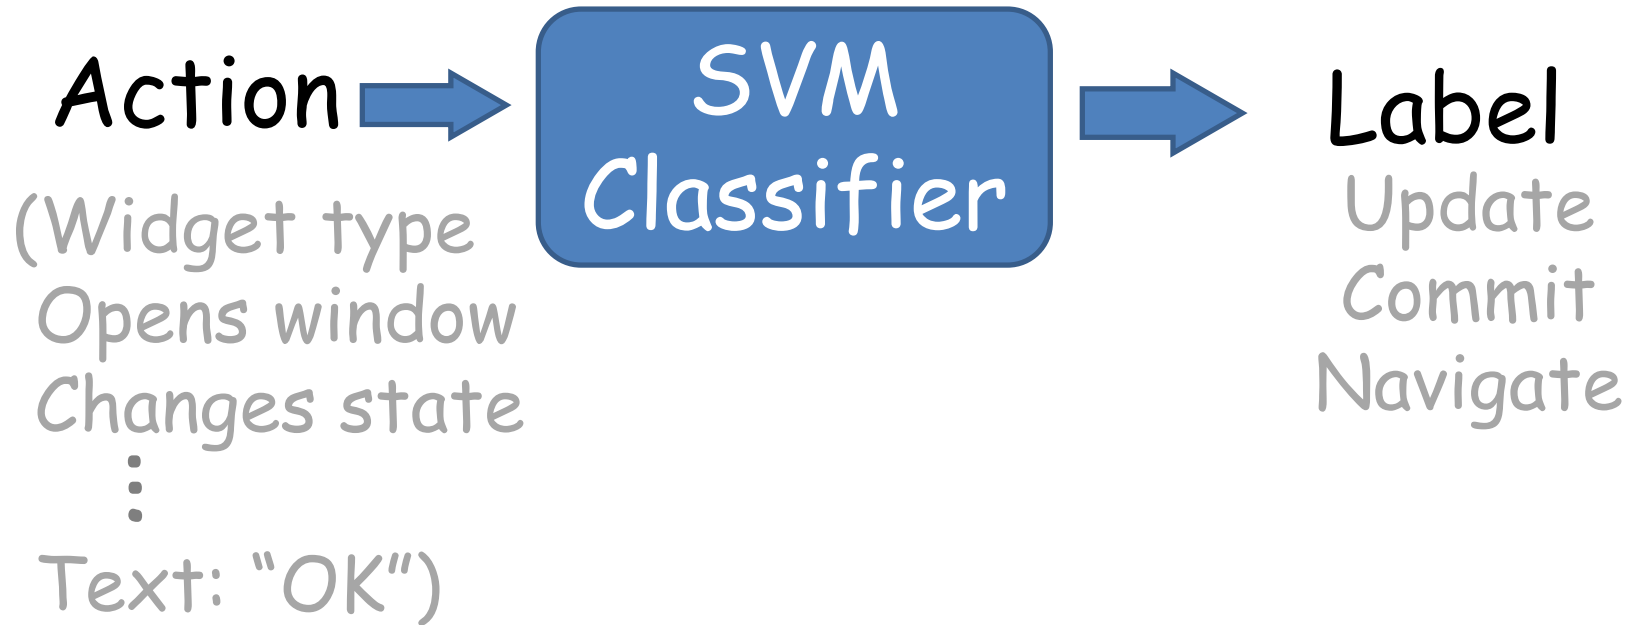 Action
(Widget type
Opens window
Changes state
⋮
Text: “OK”)
SVM
Classifier
Label
Update
Commit
Navigate